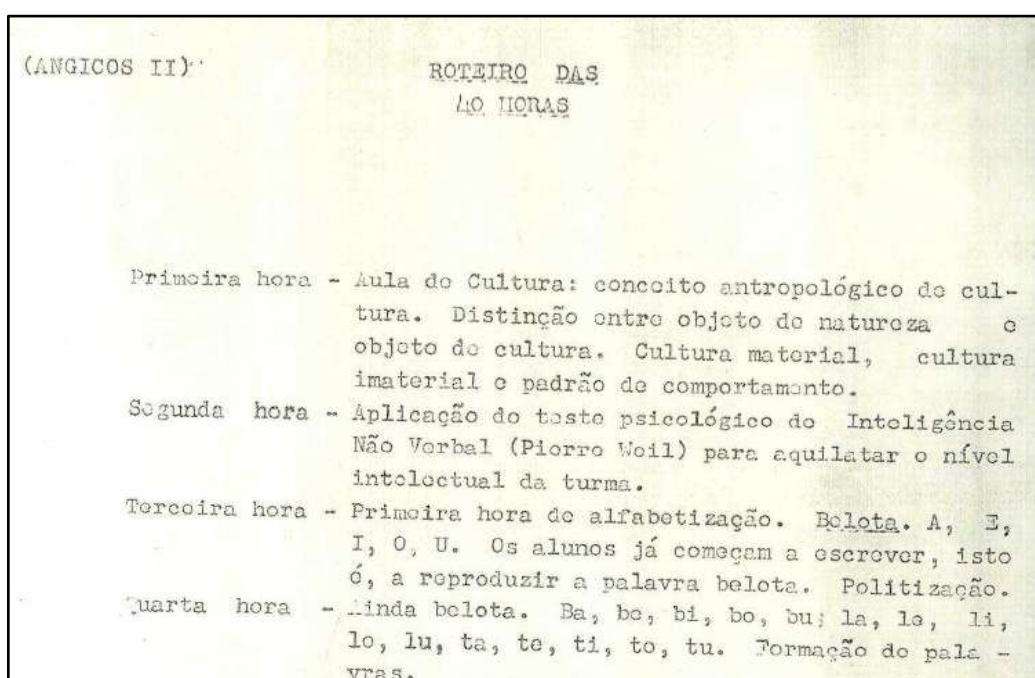 (ANGICOS II)
ROTEIRO DAS
40 HORAS
Primeira hora - Aula de Cultura: conceito antropológico de cul-
tura. Distinção entre objeto de natureza e
objeto de cultura. Cultura material, cultura
imaterial e padrão de comportamento.
Segunda hora - Aplicação do teste psicológico de Inteligência
Não Verbal (Pierre Weil) para aquilatar o nível
intelectual da turma.
Terceira hora - Primeira hora de alfabetização. Belota. A, E,
I, O, U. Os alunos já começam a escrever, isto
é, a reproduzir a palavra belota. Politização.
Quarta hora - Ainda belota. Ba, be, bi, bo, bu; la, le, li,
lo, lu, ta, te, ti, to, tu. Formação de pala -
vras.